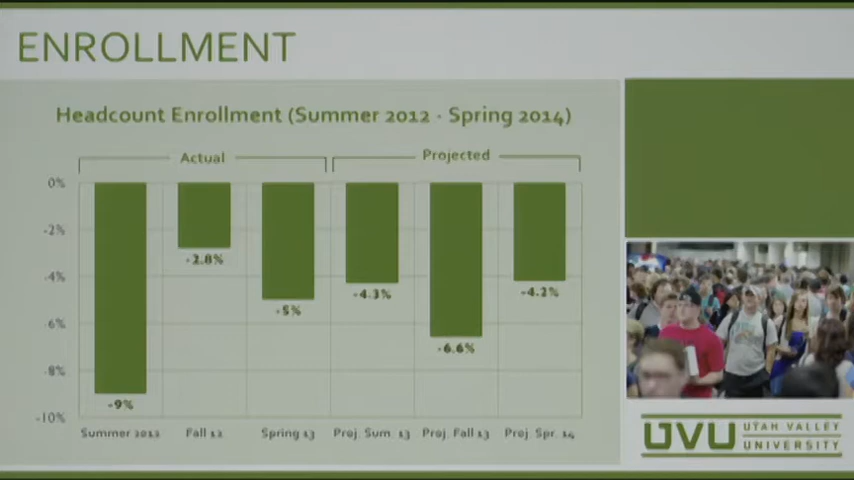 ENROLLMENT
Headcount Enrollment (Summer 2012 - Spring 2014)
Actual
Projected
0%
-2%
-4%
-6%
-8%
-10%
-9%
-2.8%
-5%
-4.3%
-6.6%
-4.2%
Summer 2012
Fall 12
Spring 13
Proj. Sum. 13
Proj. Fall 13
Proj. Spr. 14
UVU
UTAH VALLEY
UNIVERSITY